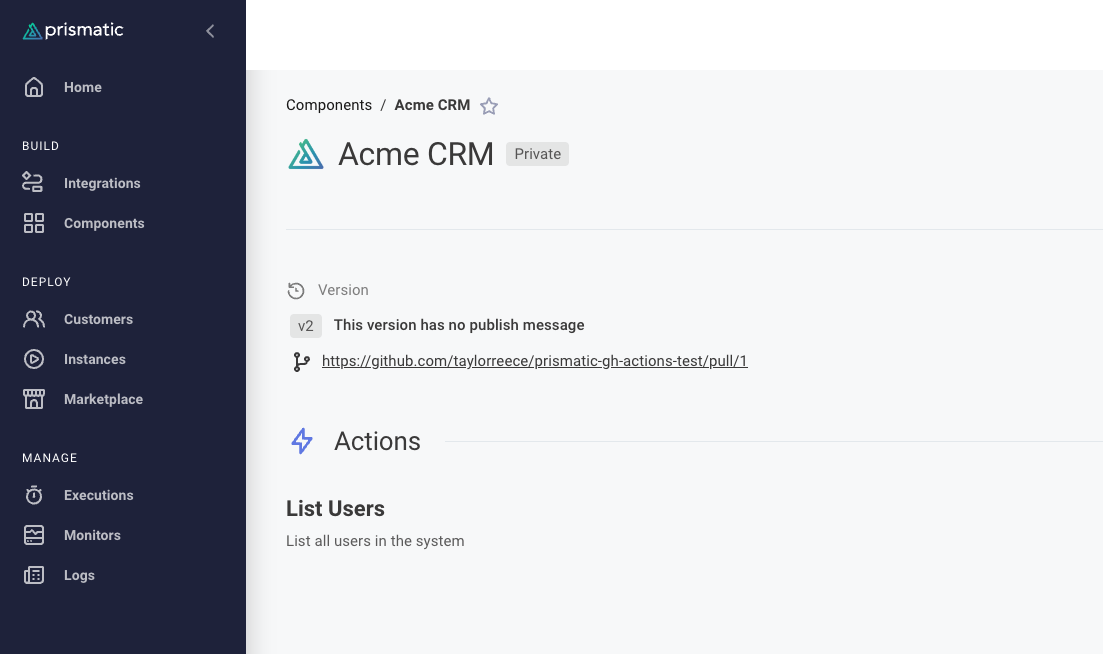 prismatic
Home
BUILD
Integrations
Components
DEPLOY
Customers
Instances
Marketplace
MANAGE
Executions
Monitors
Logs
Components / Acme CRM
Acme CRM Private
Version
v2 This version has no publish message
https://github.com/taylorreece/prismatic-gh-actions-test/pull/1
Actions
List Users
List all users in the system